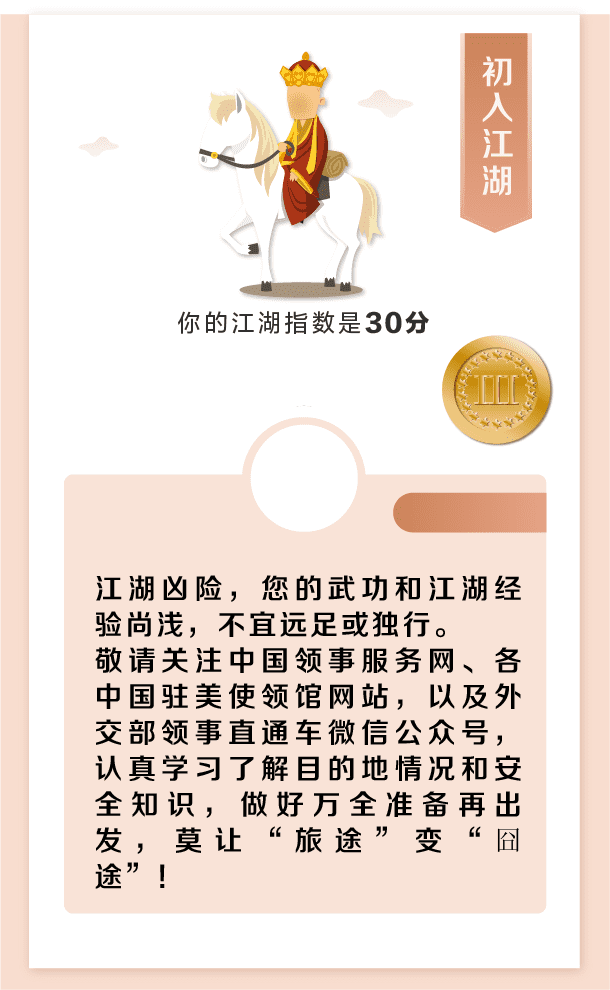 初入江湖
你的江湖指数是30分
III
江湖凶险，您的武功和江湖经
验尚浅，不宜远足或独行。
敬请关注中国领事服务网、各
中国驻美使领馆网站，以及外
交部领事直通车微信公众号，
认真学习了解目的地情况和安
全知识，做好万全准备再出
发，莫让“旅途”变“囧
途”！